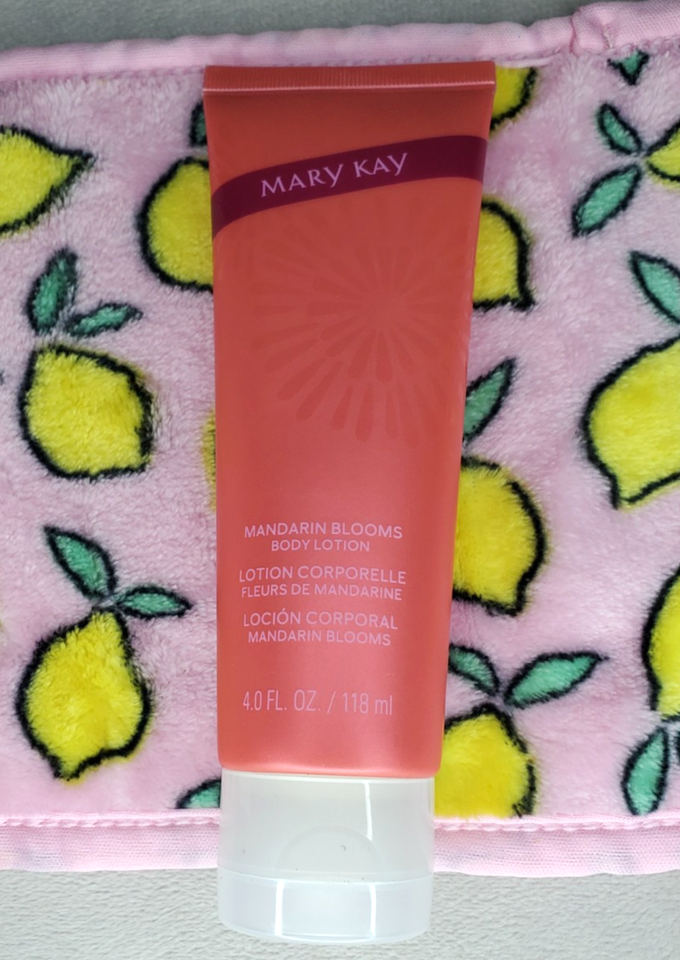 MARY KAY
MANDARIN BLOOMS
BODY LOTION
LOTION CORPORELLE
FLEURS DE MANDARINE
LOCIÓN CORPORAL
MANDARIN BLOOMS
4.0 FL. OZ. / 118 ml